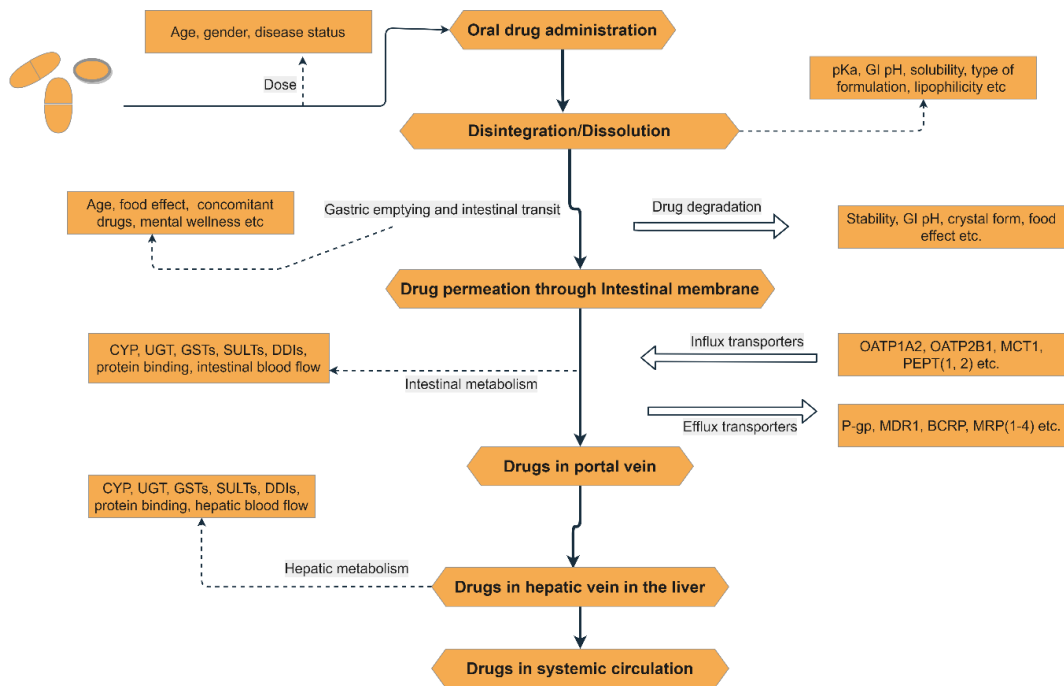 Age, gender, disease status
Oral drug administration
Dose
pKa, GI pH, solubility, type of
formulation, lipophilicity etc
Disintegration/Dissolution
Age, food effect,  concomitant
drugs, mental wellness etc
Gastric emptying and intestinal transit
Drug degradation
Stability, GI pH, crystal form, food
effect etc.
Drug permeation through Intestinal membrane
CYP, UGT, GSTs, SULTs, DDIs,
protein binding, intestinal blood flow
Intestinal metabolism
Influx transporters
OATP1A2, OATP2B1, MCT1,
PEPT(1, 2) etc.
Efflux transporters
P-gp, MDR1, BCRP, MRP(1-4) etc.
Drugs in portal vein
CYP, UGT, GSTs, SULTs, DDIs,
protein binding, hepatic blood flow
Hepatic metabolism
Drugs in hepatic vein in the liver
Drugs in systemic circulation